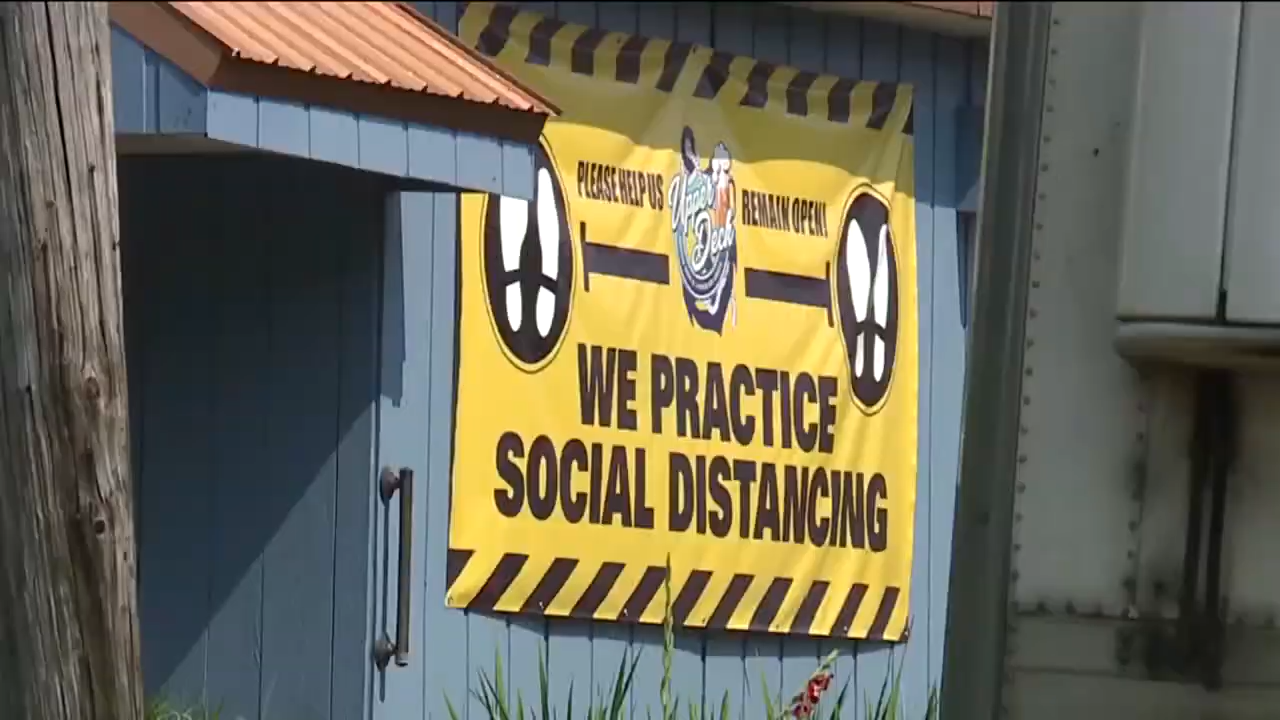 PLEASE HELP US
Upper
Deck
REMAIN OPEN!
WE PRACTICE
SOCIAL DISTANCING